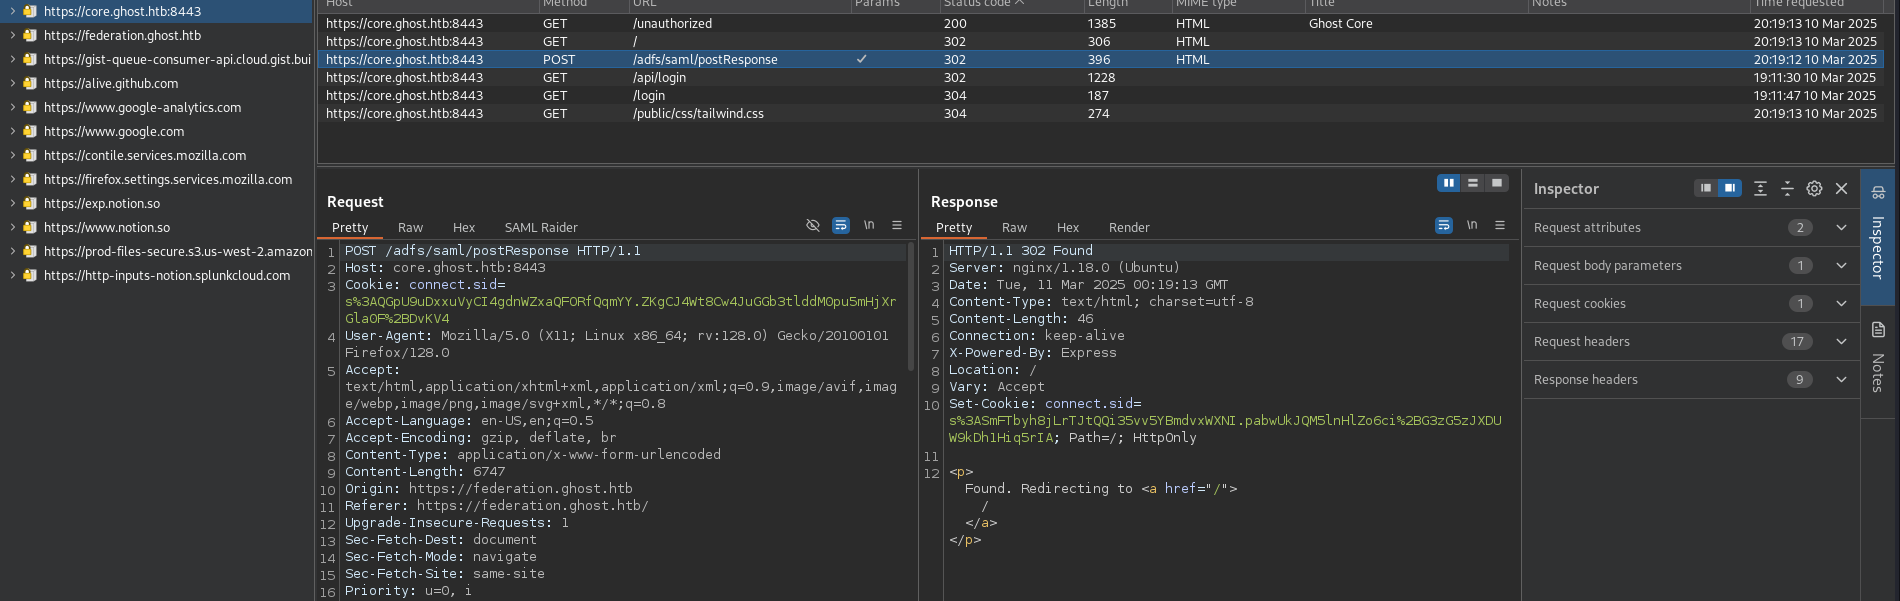 https://core.ghost.htb:8443
https://federation.ghost.htb
https://gist-queue-consumer-api.cloud.gist.bui
https://alive.github.com
https://www.google-analytics.com
https://www.google.com
https://contile.services.mozilla.com
https://firefox.settings.services.mozilla.com
https://exp.notion.so
https://www.notion.so
https://prod-files-secure.s3.us-west-2.amazon
https://http-inputs-notion.splunkcloud.com
Host Method URL Params Status code Length MIME type Title Notes Time requested
https://core.ghost.htb:8443 GET /unauthorized 200 1385 HTML Ghost Core 20:19:13 10 Mar 2025
https://core.ghost.htb:8443 GET / 302 306 HTML 20:19:13 10 Mar 2025
https://core.ghost.htb:8443 POST /adfs/saml/postResponse ✓ 302 396 HTML 20:19:12 10 Mar 2025
https://core.ghost.htb:8443 GET /api/login 302 1228 19:11:30 10 Mar 2025
https://core.ghost.htb:8443 GET /login 304 187 19:11:47 10 Mar 2025
https://core.ghost.htb:8443 GET /public/css/tailwind.css 304 274 20:19:13 10 Mar 2025
Request
Pretty Raw Hex SAML Raider \n
1 POST /adfs/saml/postResponse HTTP/1.1
2 Host: core.ghost.htb:8443
3 Cookie: connect.sid=
s%3AQGpU9uDxxuVyCI4gdnWZxaQFORfQqmYY.ZKgCJ4Wt8Cw4JuGGb3tlddMOpu5mHjXr
GlaOF%2BDvKV4
4 User-Agent: Mozilla/5.0 (X11; Linux x86_64; rv:128.0) Gecko/20100101
Firefox/128.0
5 Accept:
text/html,application/xhtml+xml,application/xml;q=0.9,image/avif,imag
e/webp,image/png,image/svg+xml,*/*;q=0.8
6 Accept-Language: en-US,en;q=0.5
7 Accept-Encoding: gzip, deflate, br
8 Content-Type: application/x-www-form-urlencoded
9 Content-Length: 6747
10 Origin: https://federation.ghost.htb
11 Referer: https://federation.ghost.htb/
12 Upgrade-Insecure-Requests: 1
13 Sec-Fetch-Dest: document
14 Sec-Fetch-Mode: navigate
15 Sec-Fetch-Site: same-site
16 Priority: u=0, i
Response
Pretty Raw Hex Render \n
1 HTTP/1.1 302 Found
2 Server: nginx/1.18.0 (Ubuntu)
3 Date: Tue, 11 Mar 2025 00:19:13 GMT
4 Content-Type: text/html; charset=utf-8
5 Content-Length: 46
6 Connection: keep-alive
7 X-Powered-By: Express
8 Location: /
9 Vary: Accept
10 Set-Cookie: connect.sid=
s%3ASmFTbyh8jLrTJtQQi35vv5YBmdvxWXNI.pabwUkJQM5lnHlZo6ci%2BG3zG5zJXDU
W9kDh1Hiq5rIA; Path=/; HttpOnly
11
12 <p>
Found. Redirecting to <a href="/">
/
</a>
</p>
Inspector
Request attributes 2
Request body parameters 1
Request cookies 1
Request headers 17
Response headers 9
Inspector
Notes